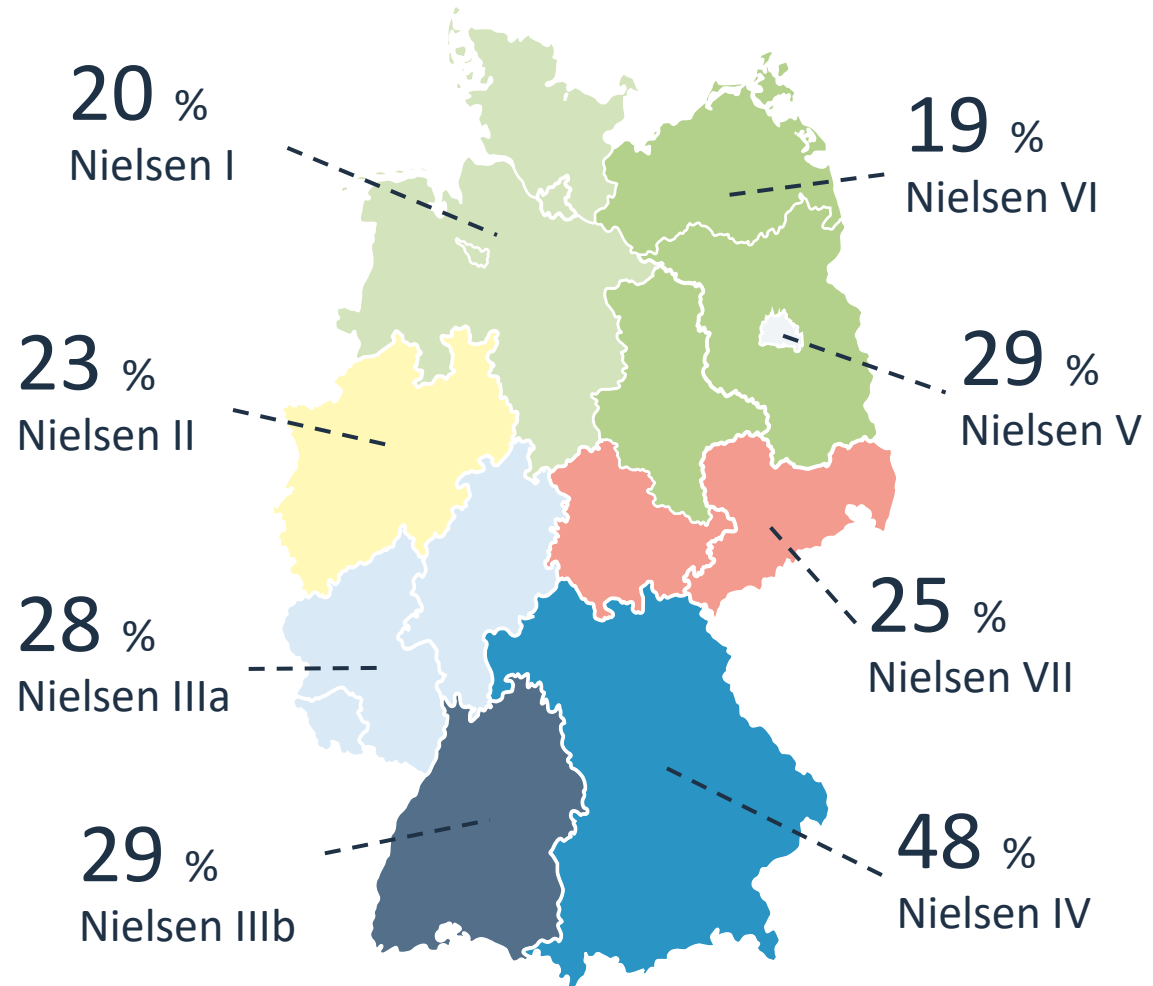 20 %
Nielsen I
19 %
Nielsen VI
23 %
Nielsen II
29 %
Nielsen V
28 %
Nielsen IIIa
25 %
Nielsen VII
29 %
Nielsen IIIb
48 %
Nielsen IV